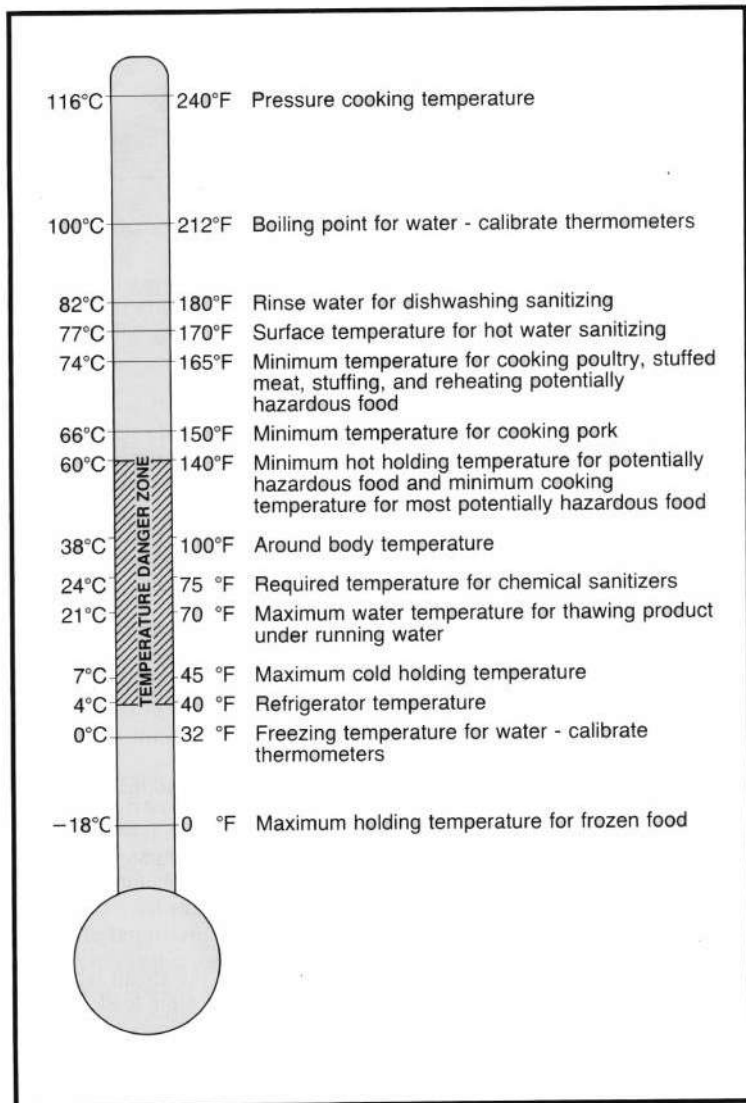 116°C 240°F Pressure cooking temperature
100°C 212°F Boiling point for water - calibrate thermometers
82°C 180°F Rinse water for dishwashing sanitizing
77°C 170°F Surface temperature for hot water sanitizing
74°C 165°F Minimum temperature for cooking poultry, stuffed
meat, stuffing, and reheating potentially
hazardous food
66°C 150°F Minimum temperature for cooking pork
60°C 140°F Minimum hot holding temperature for potentially
hazardous food and minimum cooking
temperature for most potentially hazardous food
38°C 100°F Around body temperature
24°C 75 °F Required temperature for chemical sanitizers
21°C 70 °F Maximum water temperature for thawing product
under running water
7°C 45 °F Maximum cold holding temperature
4°C 40 °F Refrigerator temperature
0°C 32 °F Freezing temperature for water - calibrate
thermometers
−18°C 0 °F Maximum holding temperature for frozen food
TEMPERATURE DANGER ZONE